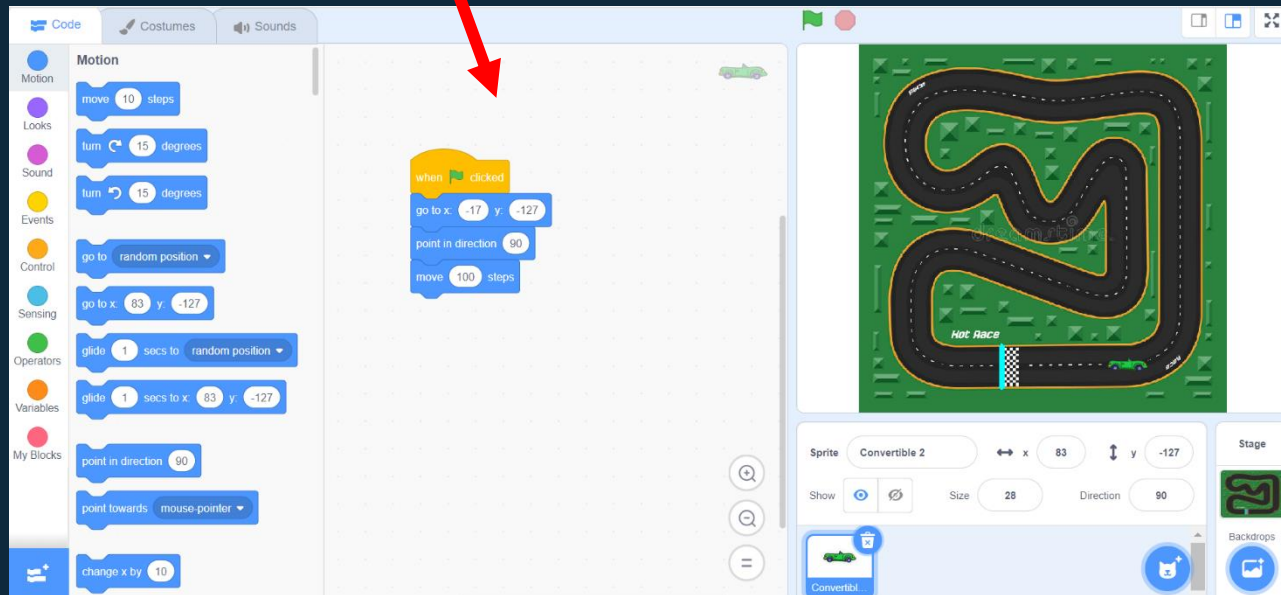 Code
Costumes
Sounds
Motion
Looks
Sound
Events
Control
Sensing
Operators
Variables
My Blocks
Motion
move 10 steps
turn 15 degrees
turn 15 degrees
go to random position
go to x: 83 y: -127
glide 1 secs to random position
glide 1 secs to x: 83 y: -127
point in direction 90
point towards mouse-pointer
change x by 10
when clicked
go to x: -17 y: -127
point in direction 90
move 100 steps
Race
dreamstime.
Hot Race
Race
Sprite Convertible 2 x 83 y -127
Show Size 28 Direction 90
Convertibl...
Stage
Backdrops